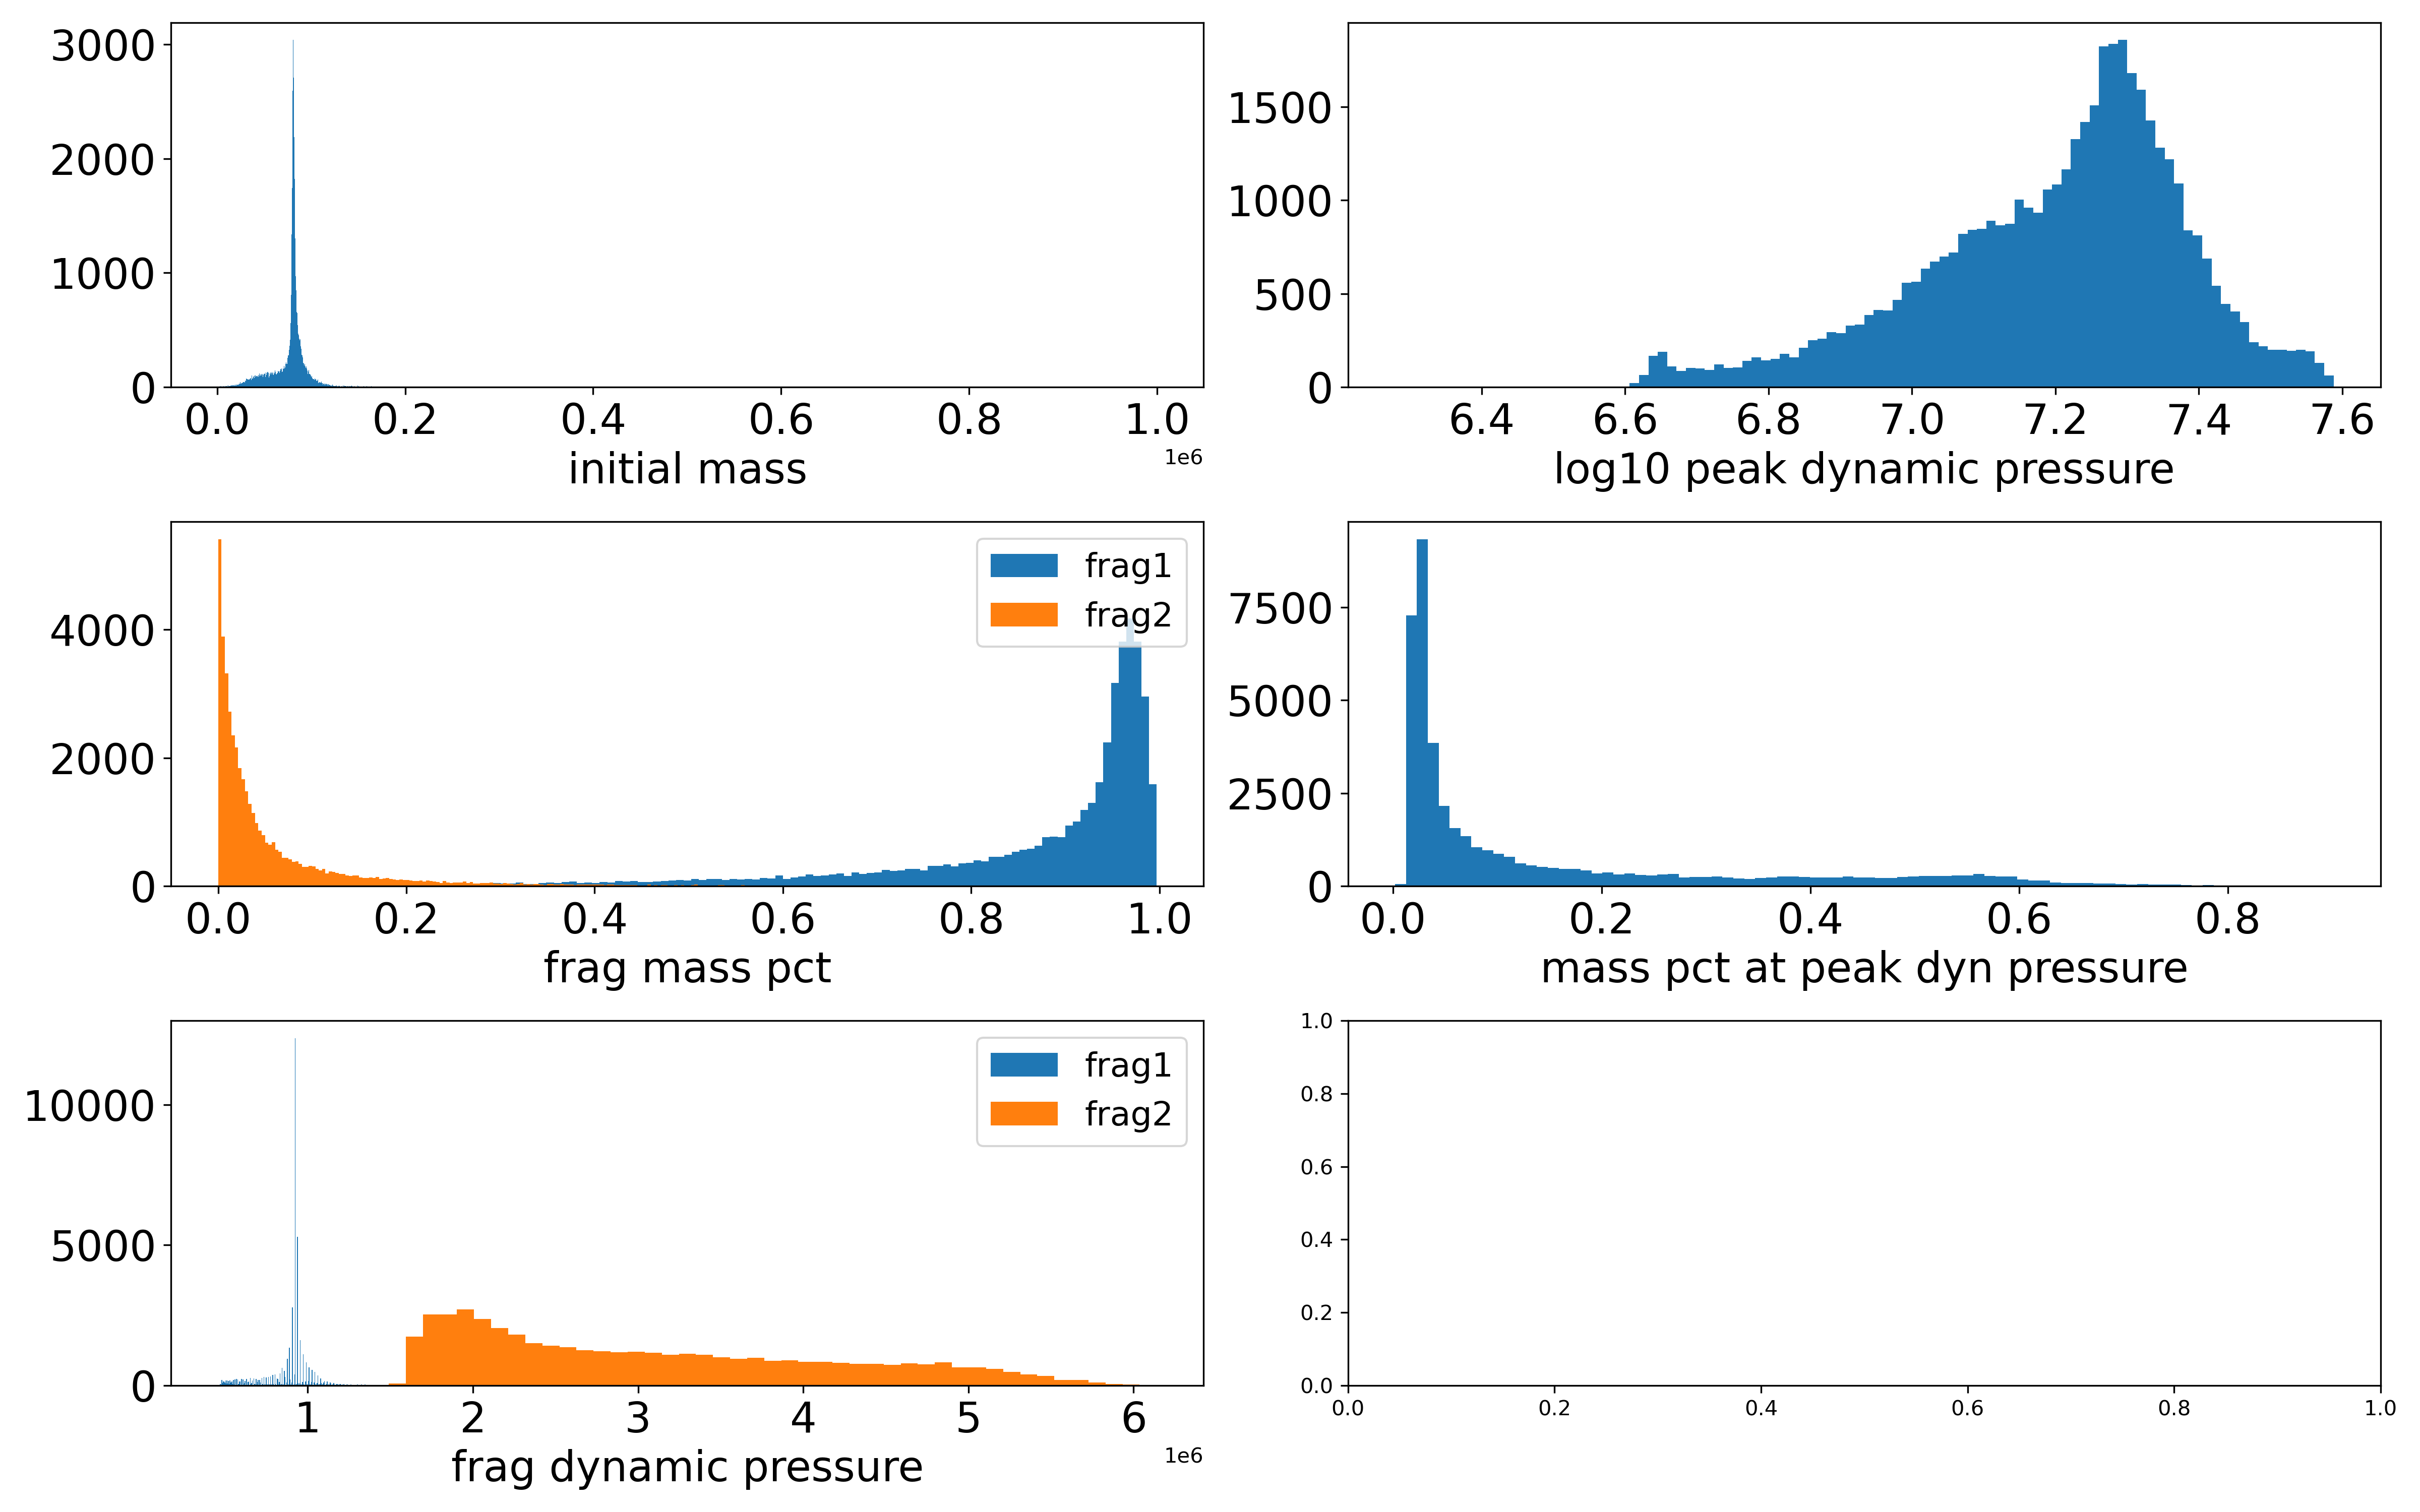 3000
2000
1000
0
0.0 0.2 0.4 0.6 0.8 1.0
1e6
initial mass
1500
1000
500
0
6.4 6.6 6.8 7.0 7.2 7.4 7.6
log10 peak dynamic pressure
4000
2000
0
frag1
frag2
0.0 0.2 0.4 0.6 0.8 1.0
frag mass pct
7500
5000
2500
0
0.0 0.2 0.4 0.6 0.8
mass pct at peak dyn pressure
10000
5000
0
frag1
frag2
1 2 3 4 5 6
1e6
frag dynamic pressure
1.0
0.8
0.6
0.4
0.2
0.0
0.0 0.2 0.4 0.6 0.8 1.0